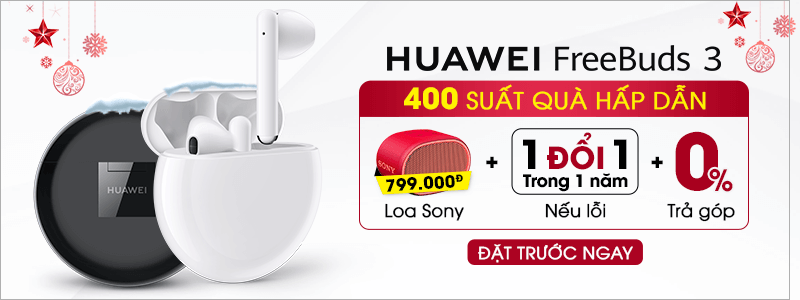 HUAWEI FreeBuds 3
400 SUẤT QUÀ HẤP DẪN
SONY
799.000Đ
Loa Sony
+
1 ĐỔI 1
Trong 1 năm
Nếu lỗi
+
0%
Trả góp
ĐẶT TRƯỚC NGAY
HUAWEI